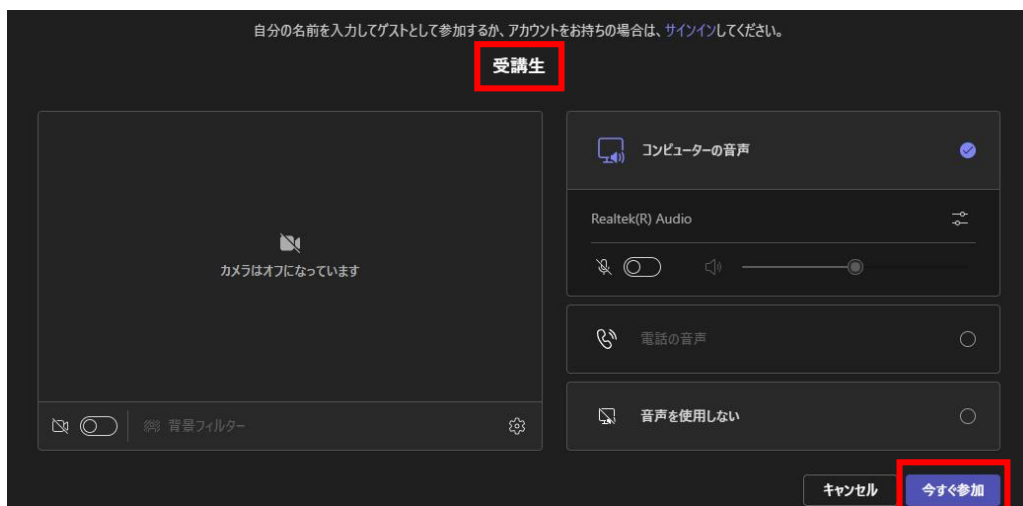 自分の名前を入力してゲストとして参加するか、アカウントをお持ちの場合は、サインインしてください。
受講生
カメラはオフになっています
背景フィルター
コンピューターの音声
Realtek(R) Audio
電話の音声
音声を使用しない
キャンセル
今すぐ参加